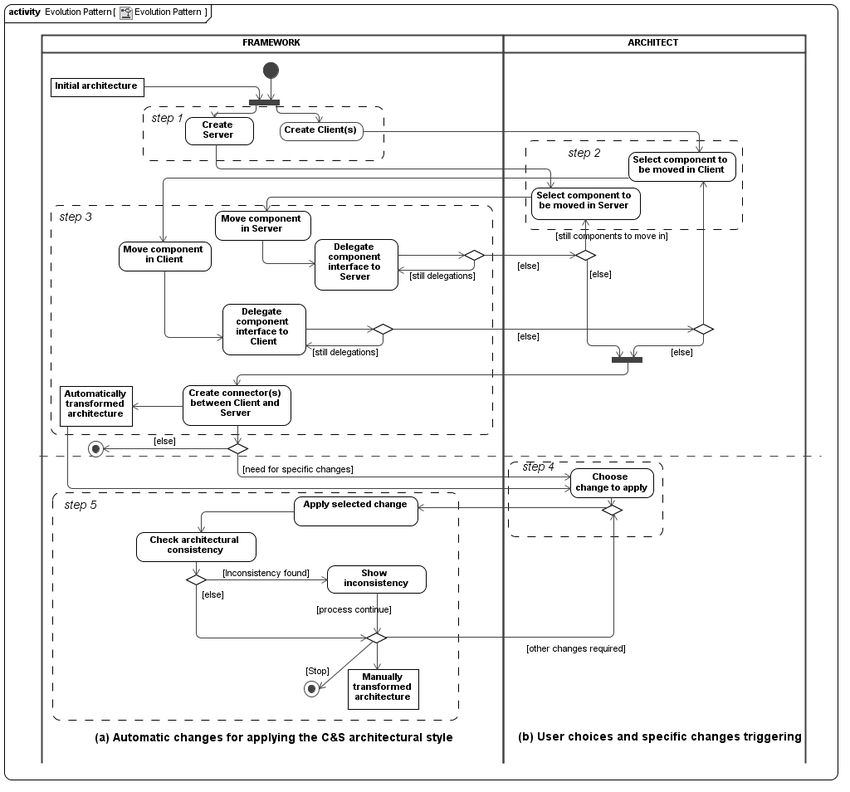 activity Evolution Pattern [ Evolution Pattern ]
FRAMEWORK
ARCHITECT
Initial architecture
step 1
Create
Server
Create Client(s)
step 2
Select component to
be moved in Client
Select component to
be moved in Server
step 3
Move component
in Server
[still components to move in]
Move component
in Client
Delegate
component
interface to
Server
[still delegations]
[else]
[else]
Delegate
component
interface to
Client
[still delegations]
[else]
[else]
Automatically
transformed
architecture
Create connector(s)
between Client and
Server
[else]
[need for specific changes]
step 4
Choose
change to apply
step 5
Apply selected change
Check architectural
consistency
[Inconsistency found]
Show
inconsistency
[else]
[process continue]
[other changes required]
[Stop]
Manually
transformed
architecture
(a) Automatic changes for applying the C&S architectural style
(b) User choices and specific changes triggering